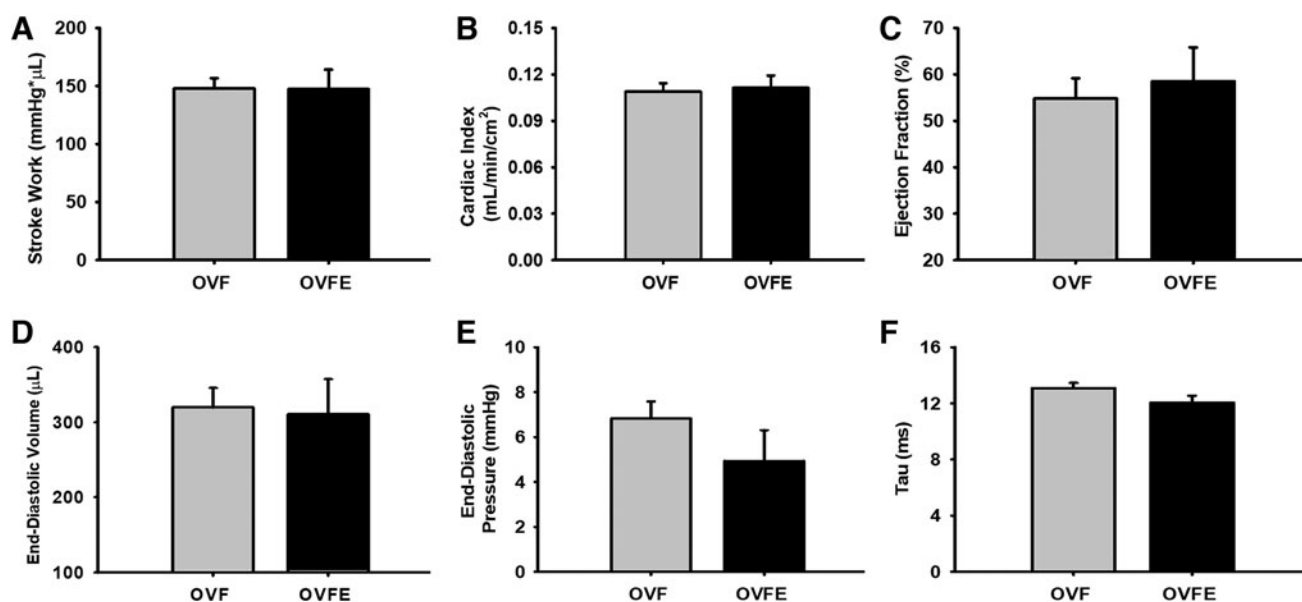 A
Stroke Work (mmHg*μL)
200
150
100
50
0
OVF OVFE
B
Cardiac Index
(mL/min/cm²)
0.15
0.12
0.09
0.06
0.03
0.00
OVF OVFE
C
Ejection Fraction (%)
70
60
50
40
30
20
OVF OVFE
D
End-Diastolic Volume (μL)
400
300
200
100
OVF OVFE
E
End-Diastolic
Pressure (mmHg)
10
8
6
4
2
0
OVF OVFE
F
Tau (ms)
16
12
8
4
0
OVF OVFE